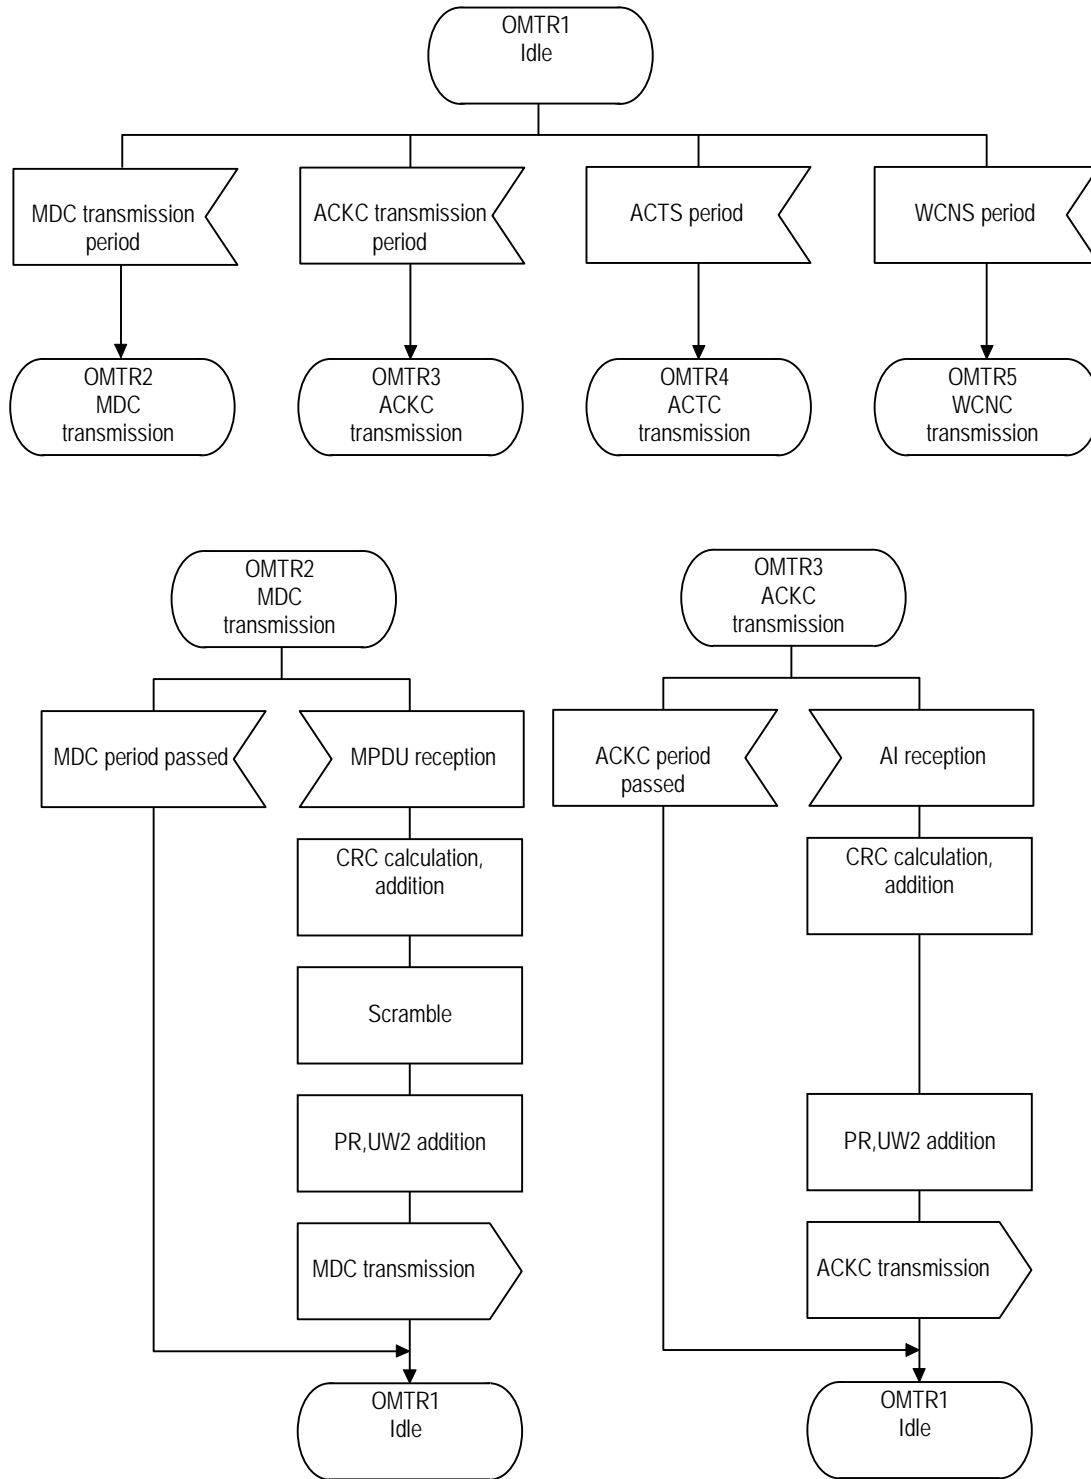 OMTR1
Idle
MDC transmission
period
ACKC transmission
period
ACTS period
WCNS period
OMTR2
MDC
transmission
OMTR3
ACKC
transmission
OMTR4
ACTC
transmission
OMTR5
WCNC
transmission
OMTR2
MDC
transmission
OMTR3
ACKC
transmission
MDC period passed
MPDU reception
ACKC period
passed
AI reception
CRC calculation,
addition
CRC calculation,
addition
Scramble
PR,UW2 addition
PR,UW2 addition
MDC transmission
ACKC transmission
OMTR1
Idle
OMTR1
Idle